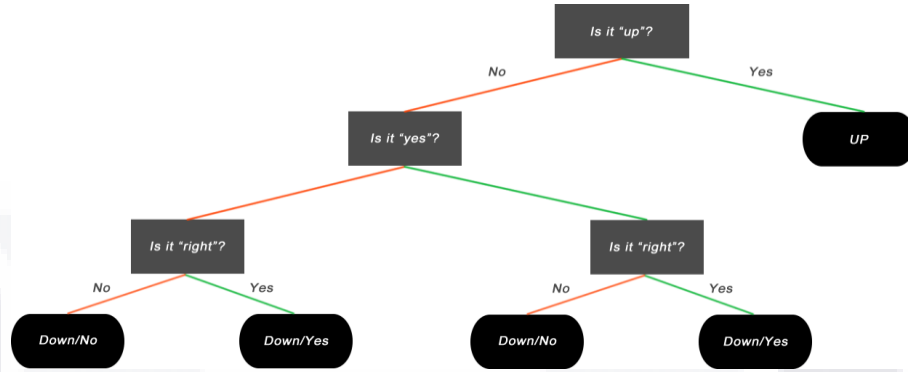 Is it “up”?
No
Yes
Is it “yes”?
UP
Is it “right”?
Is it “right”?
No
Yes
No
Yes
Down/No
Down/Yes
Down/No
Down/Yes